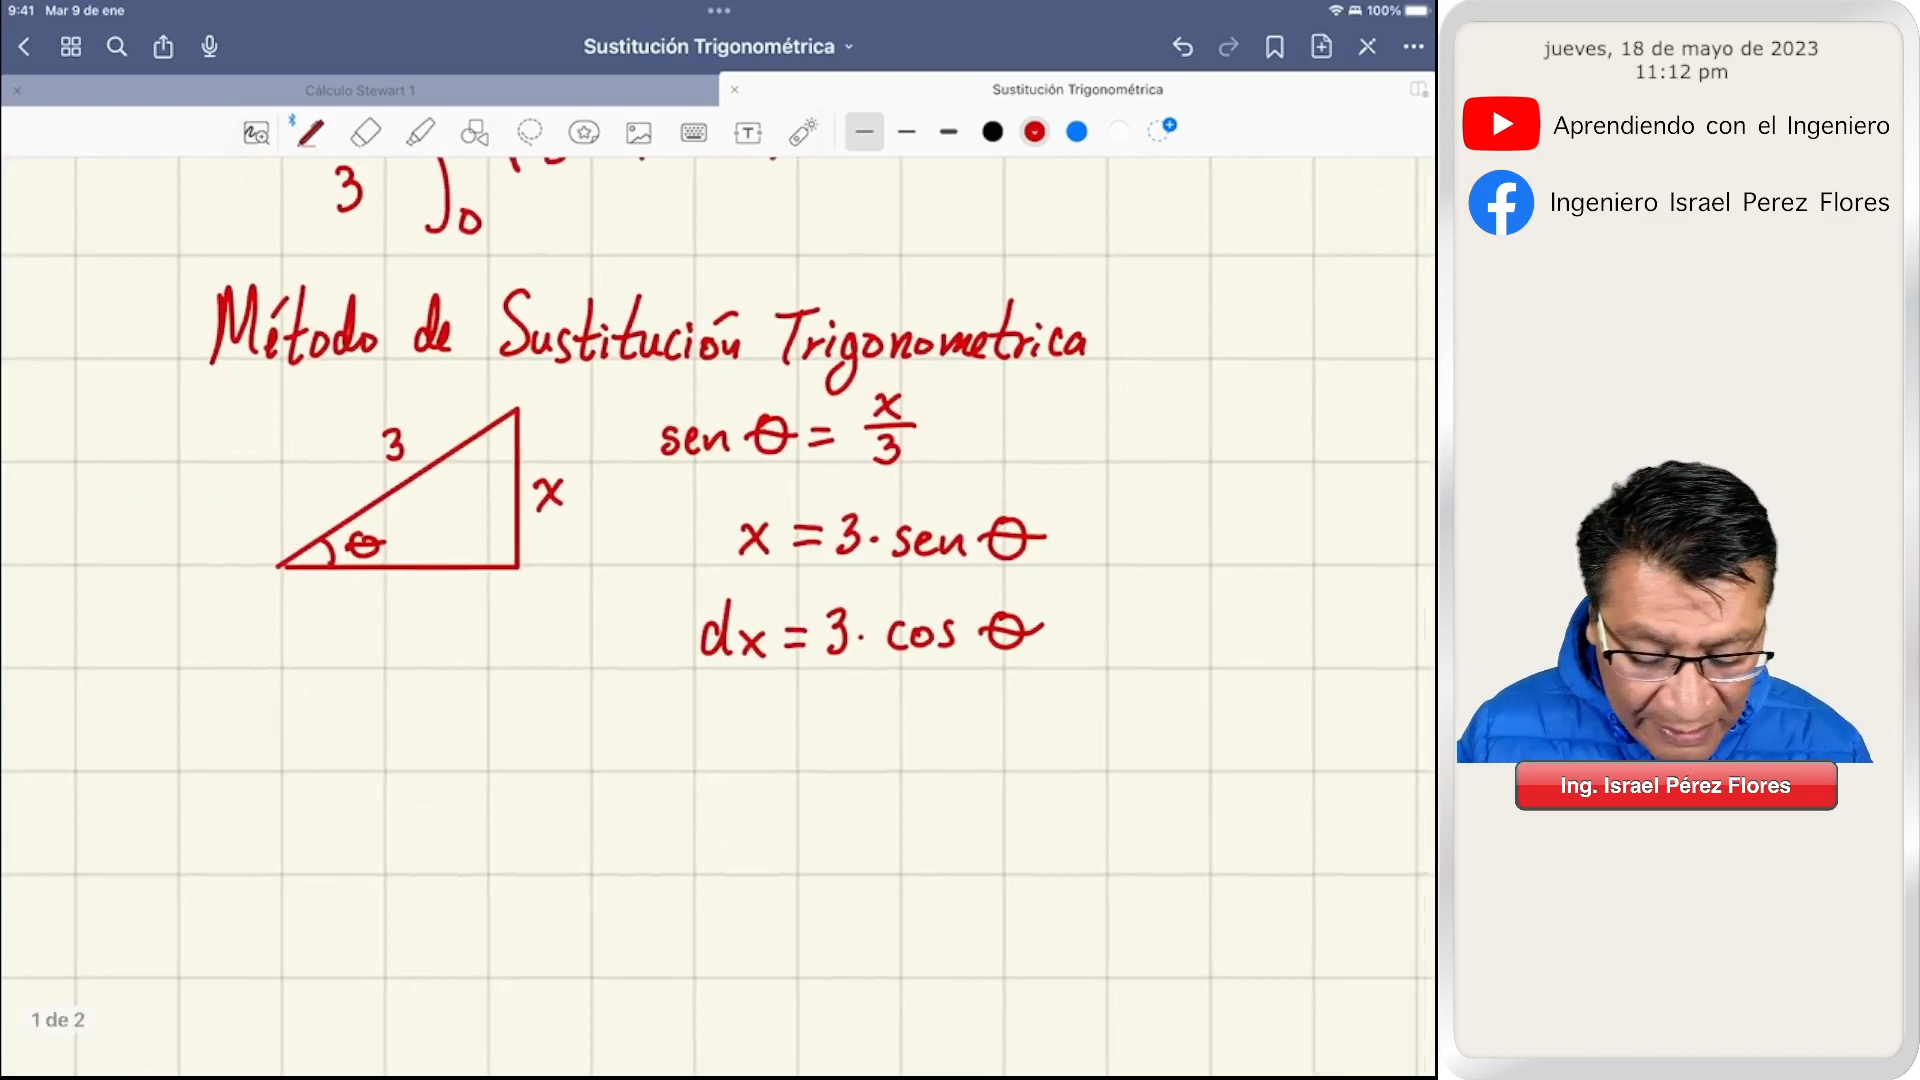 9:41 Mar 9 de ene
100%
Sustitución Trigonométrica
Cálculo Stewart 1
Sustitución Trigonométrica
3 ∫0
Método de Sustitución Trigonometrica
3
x
θ
sen θ = x/3
x = 3 · sen θ
dx = 3 · cos θ
1 de 2
jueves, 18 de mayo de 2023
11:12 pm
Aprendiendo con el Ingeniero
Ingeniero Israel Perez Flores
Ing. Israel Pérez Flores